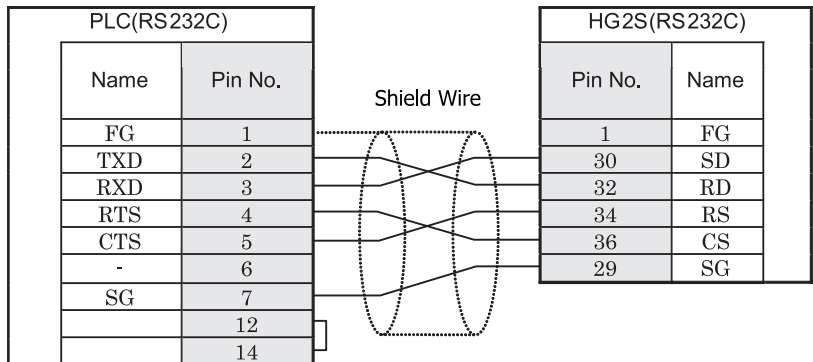 PLC(RS232C) HG2S(RS232C)
Name Pin No. Pin No. Name
Shield Wire
FG 1 1 FG
TXD 2 30 SD
RXD 3 32 RD
RTS 4 34 RS
CTS 5 36 CS
- 6 29 SG
SG 7
12
14